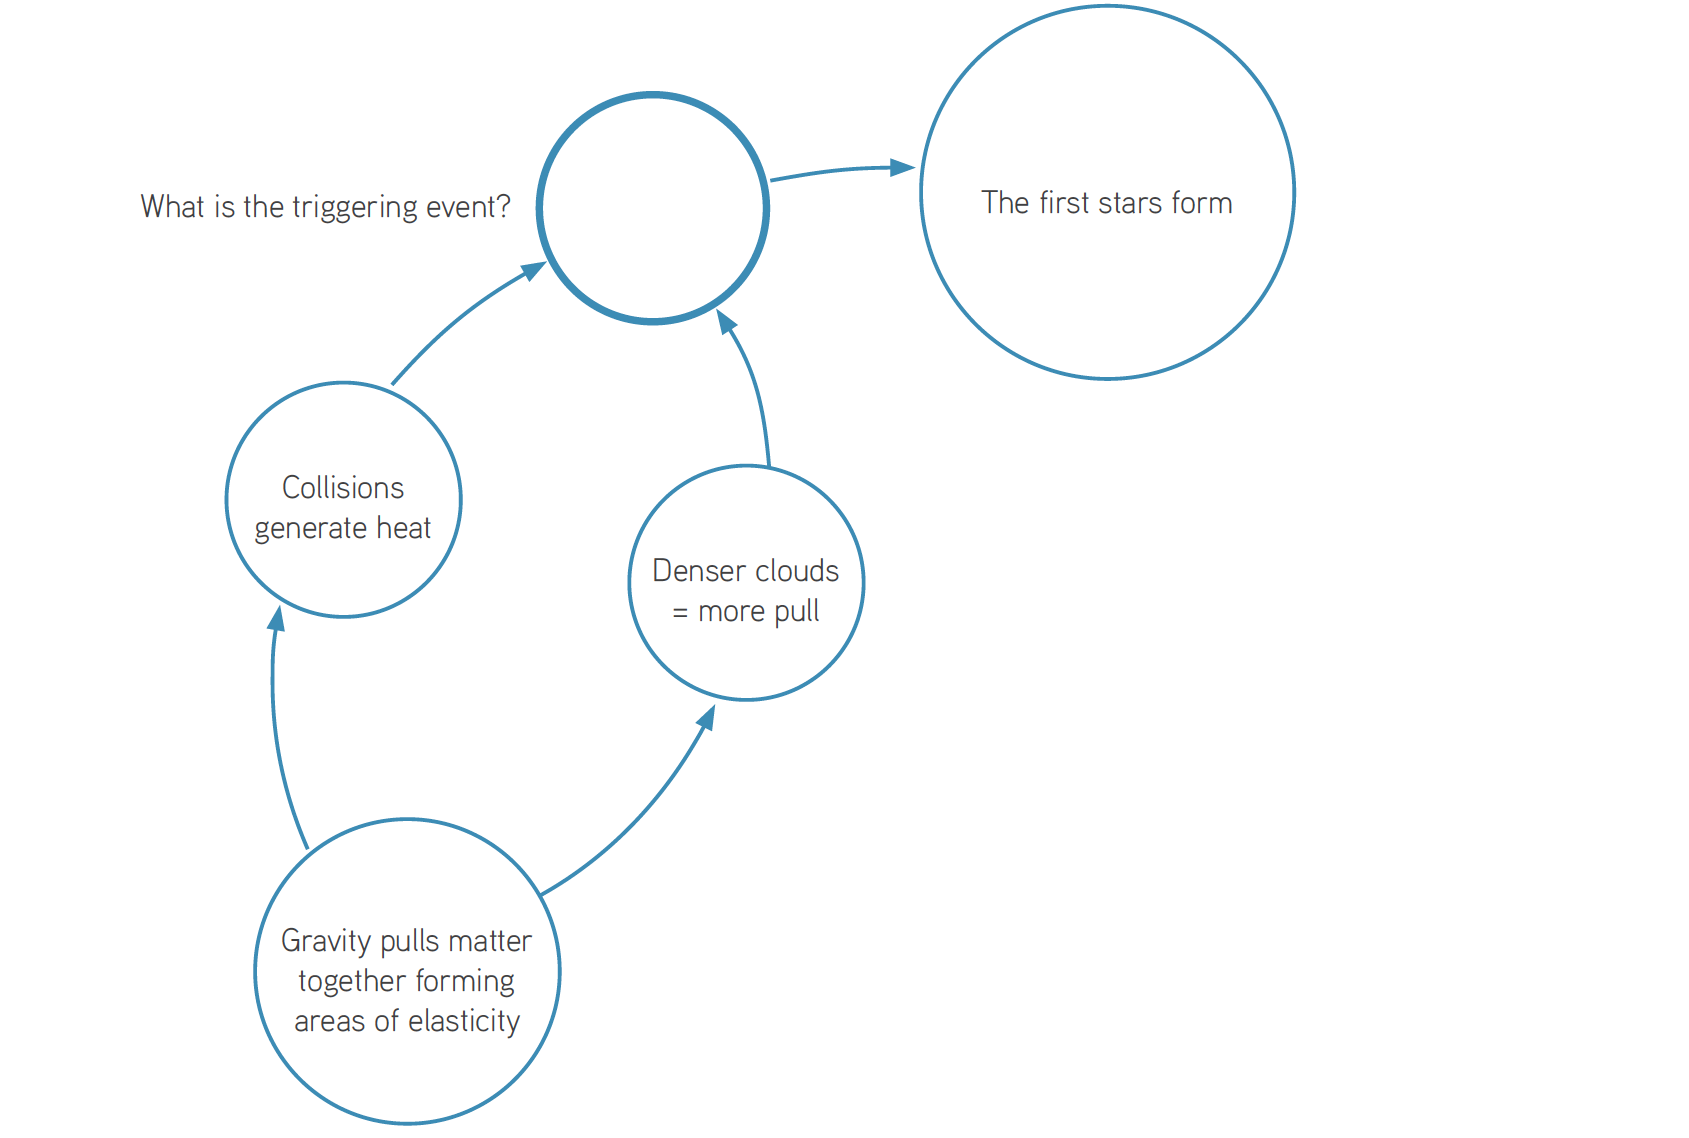 What is the triggering event?
The first stars form
Collisions
generate heat
Denser clouds
= more pull
Gravity pulls matter
together forming
areas of elasticity